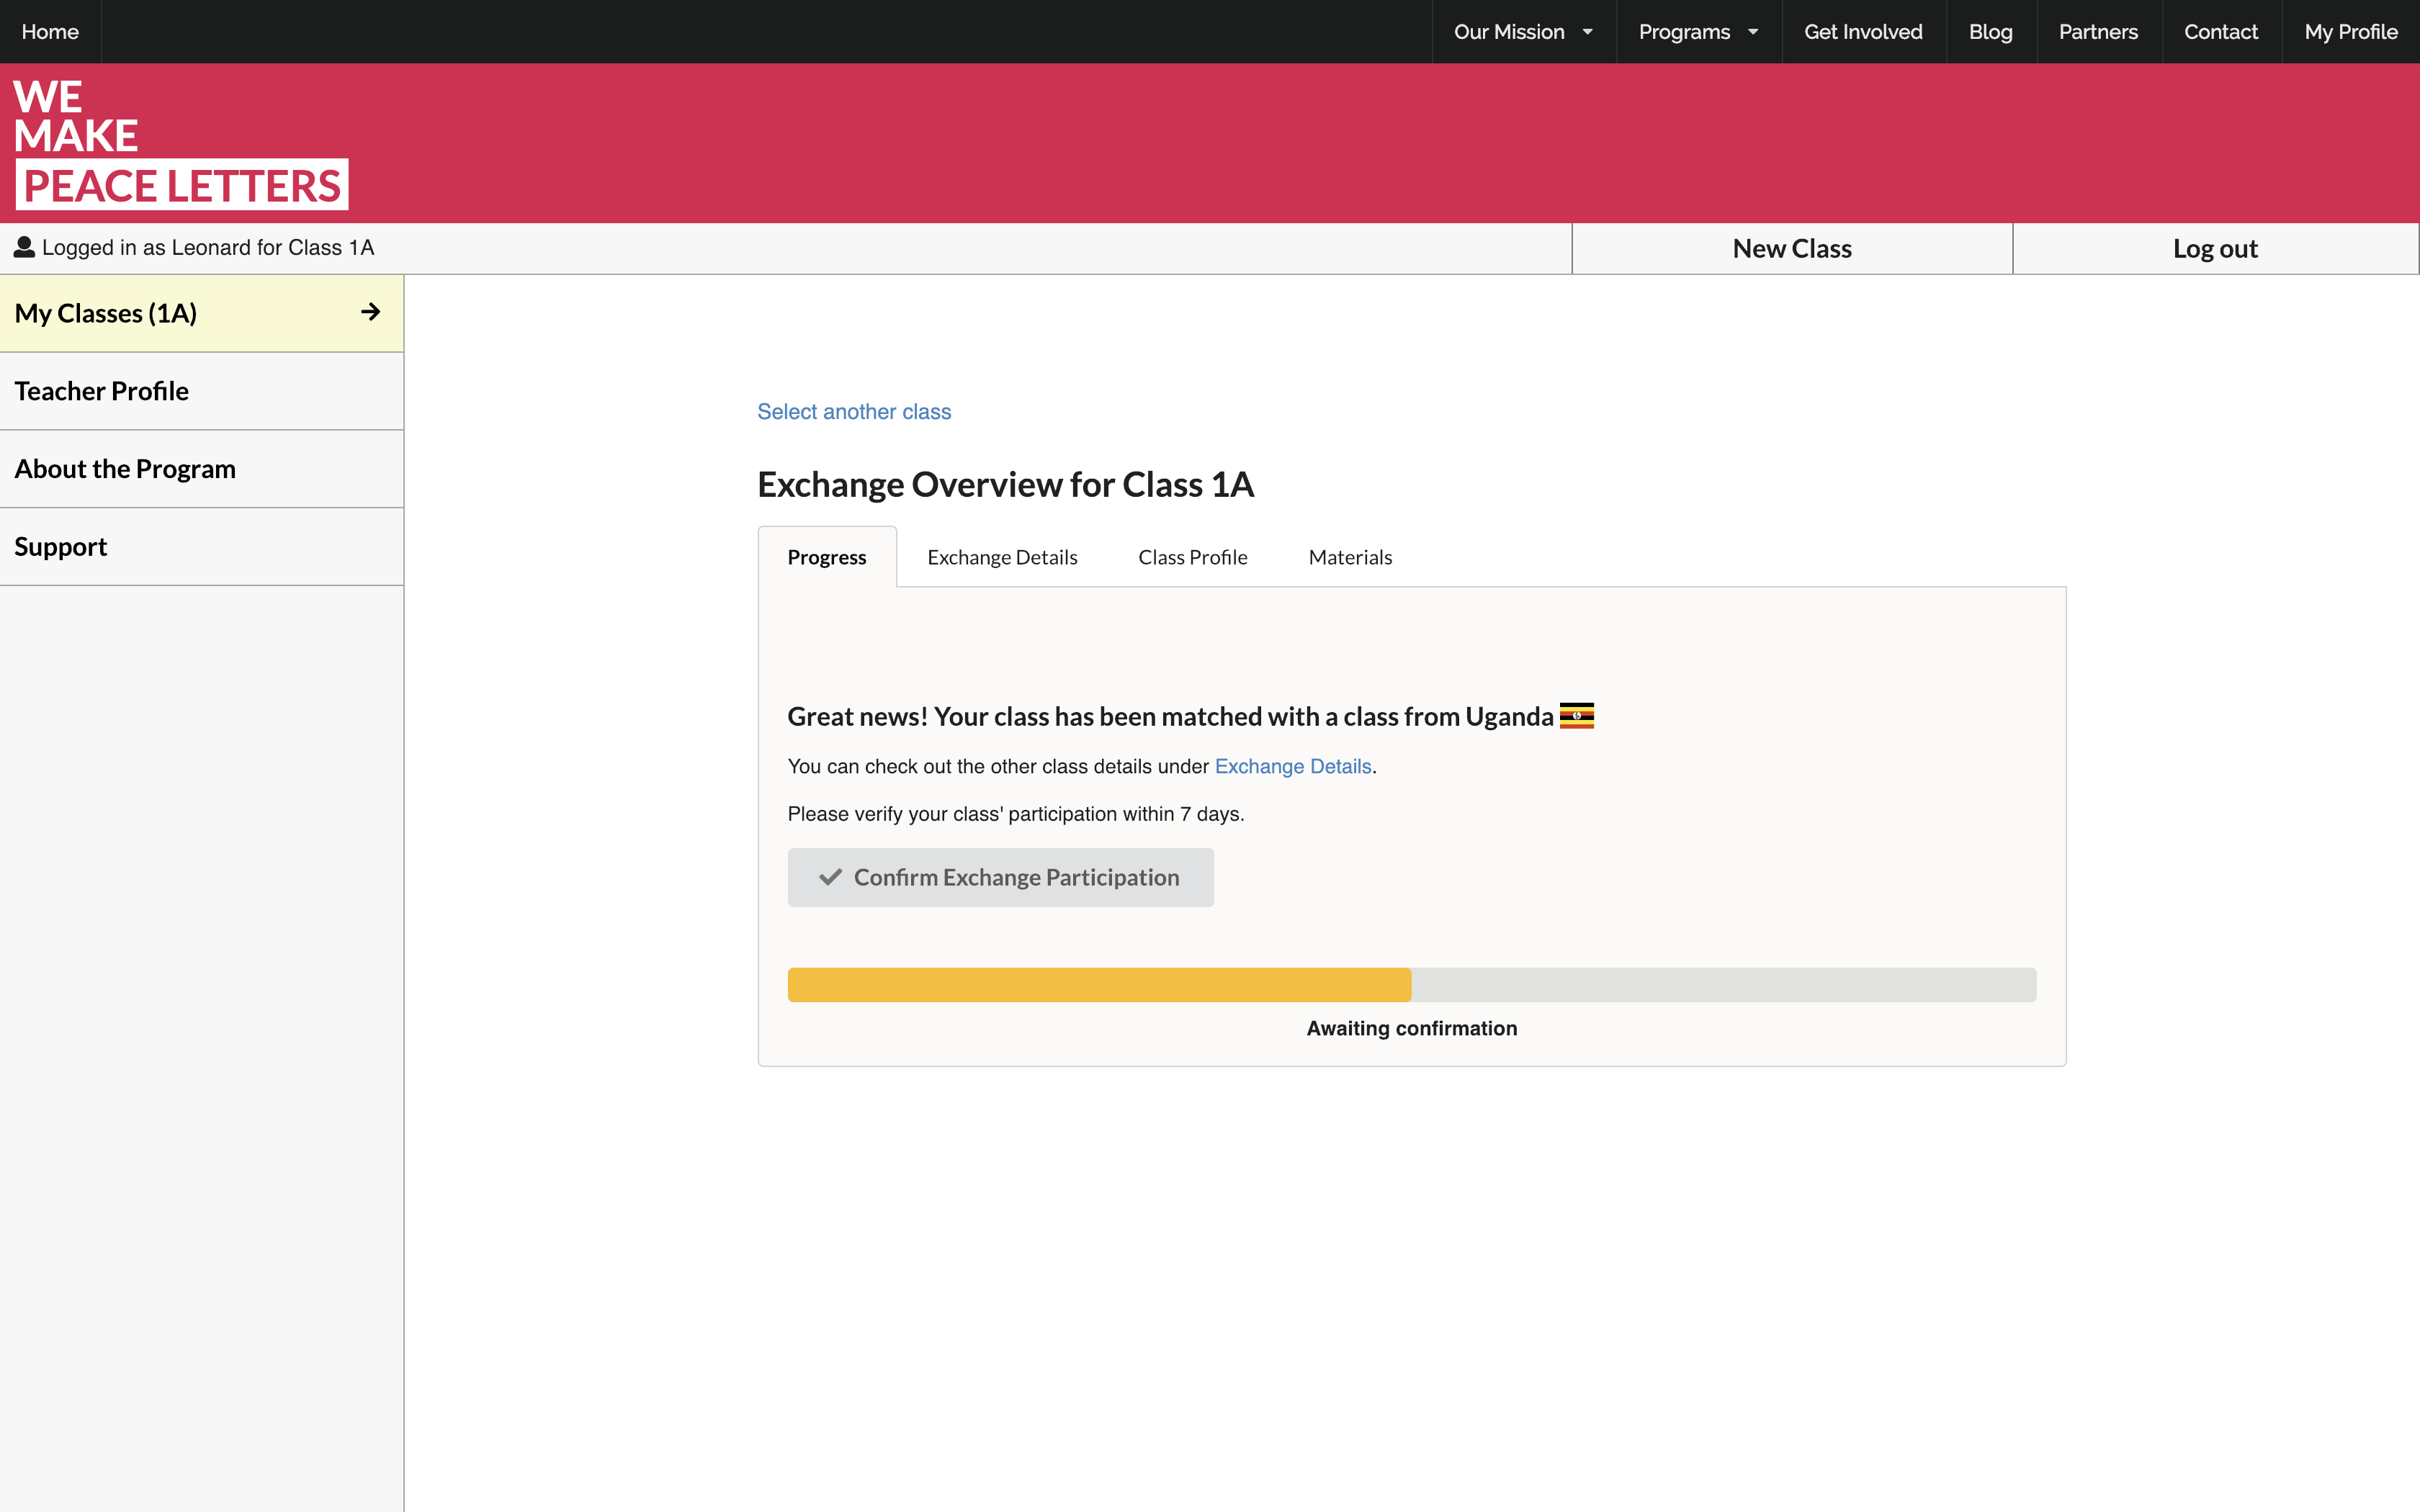 Home
Our Mission
Programs
Get Involved
Blog
Partners
Contact
My Profile
WE
MAKE
PEACE LETTERS
Logged in as Leonard for Class 1A
New Class
Log out
My Classes (1A)
Teacher Profile
About the Program
Support
Select another class
Exchange Overview for Class 1A
Progress
Exchange Details
Class Profile
Materials
Great news! Your class has been matched with a class from Uganda
You can check out the other class details under Exchange Details.
Please verify your class' participation within 7 days.
Confirm Exchange Participation
Awaiting confirmation